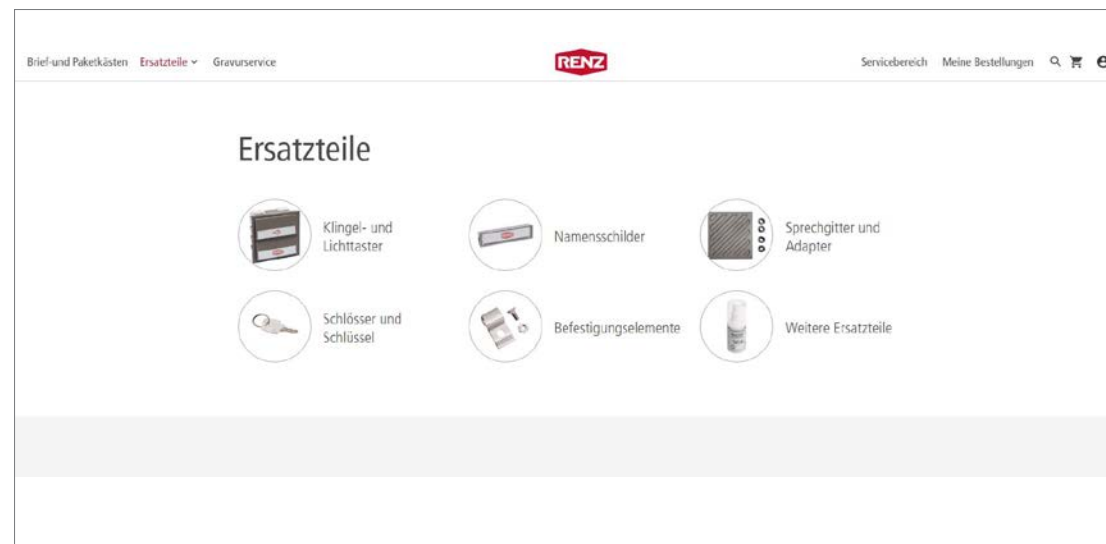 Brief-und Paketkästen Ersatzteile Gravurservice RENZ Servicebereich Meine Bestellungen
Ersatzteile
Klingel- und
Lichttaster
Namensschilder
Sprechgitter und
Adapter
Schlösser und
Schlüssel
Befestigungselemente
Weitere Ersatzteile